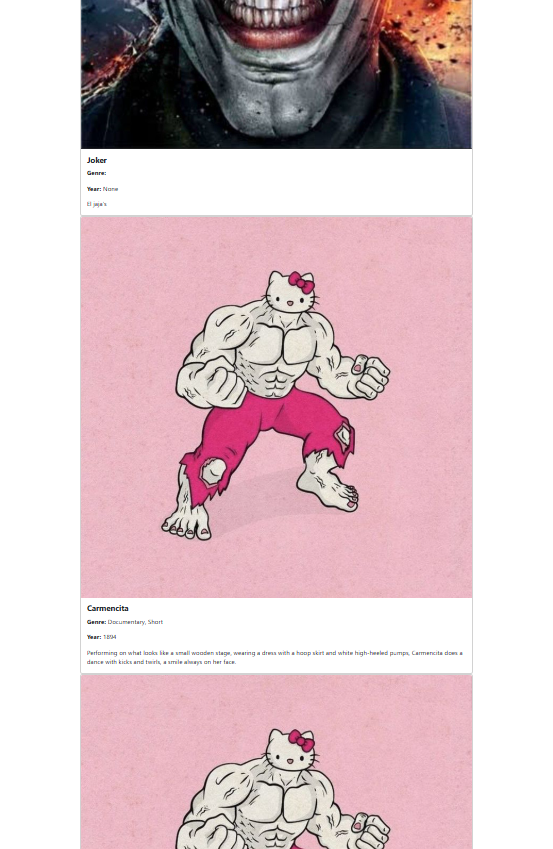 Joker
Genre:
Year: None
El jaja's
Carmencita
Genre: Documentary, Short
Year: 1894
Performing on what looks like a small wooden stage, wearing a dress with a hoop skirt and white high-heeled pumps, Carmencita does a
dance with kicks and twirls, a smile always on her face.